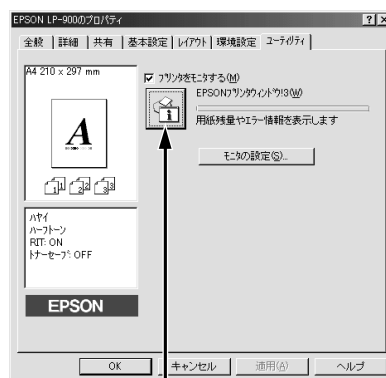 EPSON LP-900のプロパティ
全般 詳細 共有 基本設定 レイアウト 環境設定 ユーティリティ
A4 210 x 297 mm
プリンタをモニタする(M)
EPSONプリンタウィンドウ!3(W)
用紙残量やエラー情報を表示します
モニタの設定(S)...
A
1 1 2 2 3 3
ハヤイ
ハーフトーン
RIT: ON
トナーセーブ: OFF
EPSON
OK キャンセル 適用(A) ヘルプ